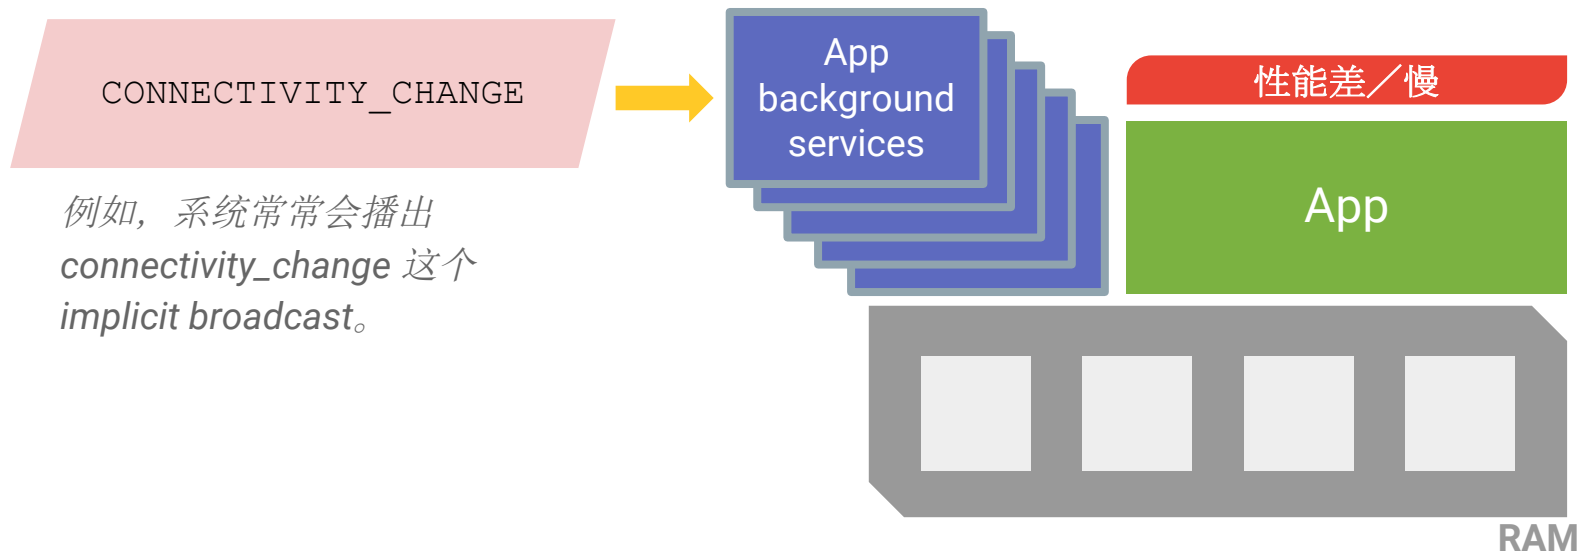 CONNECTIVITY_CHANGE
例如，系统常常会播出
connectivity_change 这个
implicit broadcast。
App
background
services
性能差／慢
App
RAM